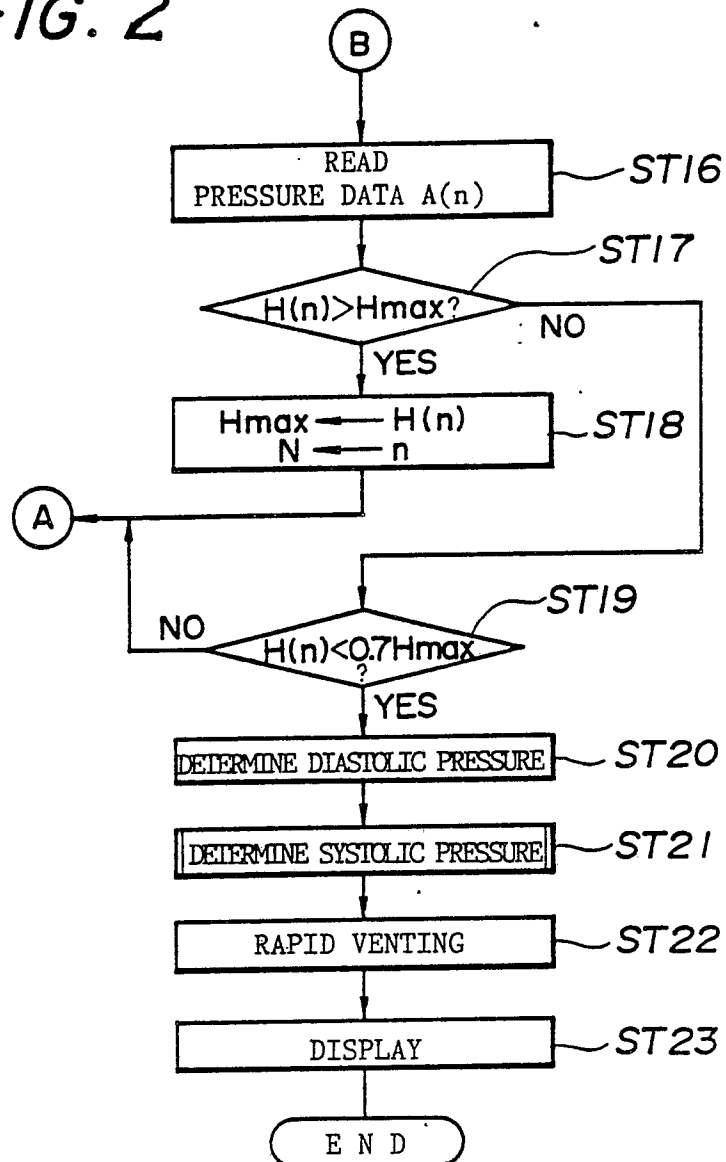 FIG. 2
B
READ
PRESSURE DATA A(n)
ST16
ST17
H(n)>Hmax?
NO
YES
Hmax ← H(n)
N ← n
ST18
A
ST19
NO
H(n)<0.7Hmax
?
YES
DETERMINE DIASTOLIC PRESSURE
ST20
DETERMINE SYSTOLIC PRESSURE
ST21
RAPID VENTING
ST22
DISPLAY
ST23
END